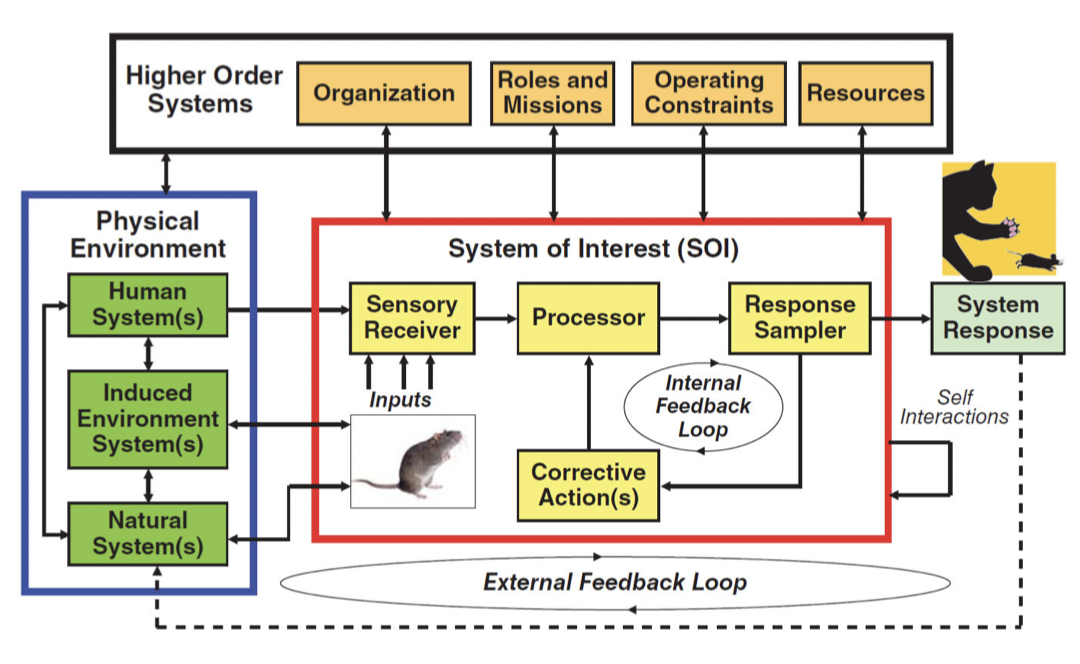 Higher Order
Systems
Organization
Roles and
Missions
Operating
Constraints
Resources
Physical
Environment
Human
System(s)
Induced
Environment
System(s)
Natural
System(s)
System of Interest (SOI)
Sensory
Receiver
Processor
Response
Sampler
System
Response
Inputs
Internal
Feedback
Loop
Corrective
Action(s)
Self
Interactions
External Feedback Loop